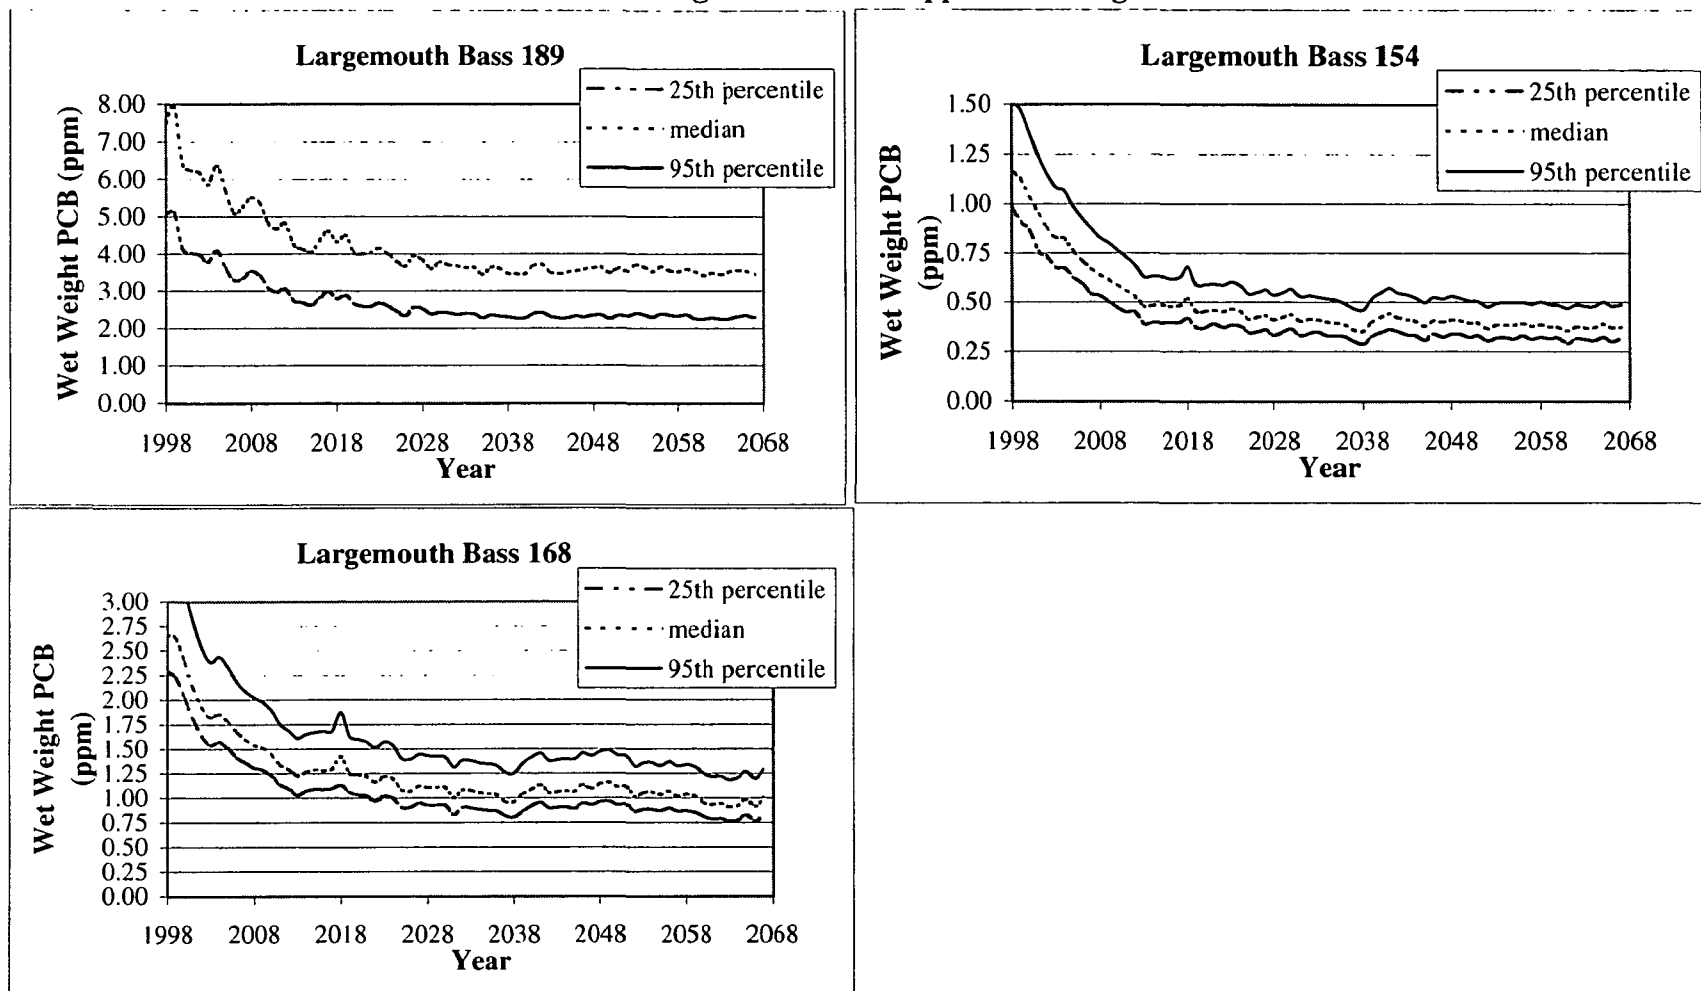 Largemouth Bass 189
25th percentile
median
95th percentile
8.00
7.00
6.00
5.00
4.00
3.00
2.00
1.00
0.00
Wet Weight PCB (ppm)
1998 2008 2018 2028 2038 2048 2058 2068
Year
Largemouth Bass 154
25th percentile
median
95th percentile
1.50
1.25
1.00
0.75
0.50
0.25
0.00
Wet Weight PCB
(ppm)
1998 2008 2018 2028 2038 2048 2058 2068
Year
Largemouth Bass 168
25th percentile
median
95th percentile
3.00
2.75
2.50
2.25
2.00
1.75
1.50
1.25
1.00
0.75
0.50
0.25
0.00
Wet Weight PCB
(ppm)
1998 2008 2018 2028 2038 2048 2058 2068
Year